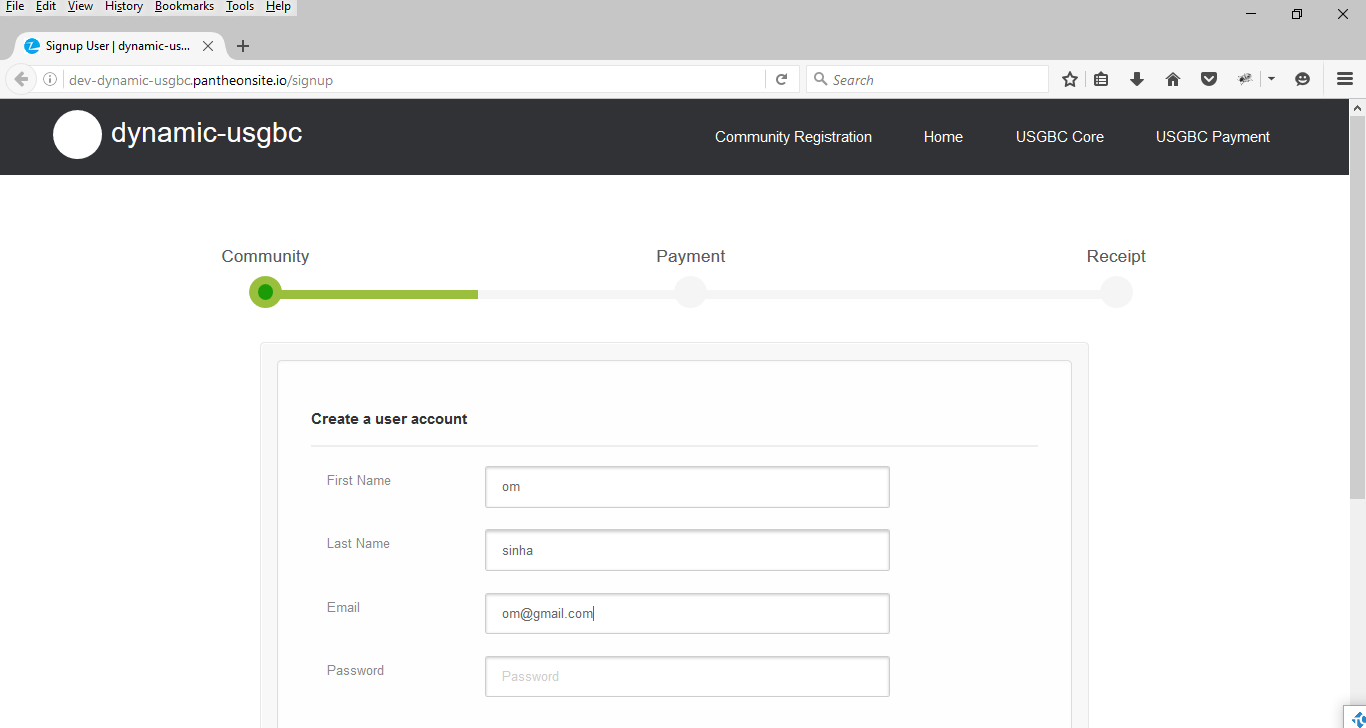 File Edit View History Bookmarks Tools Help
Signup User | dynamic-us...
dev-dynamic-usgbc.pantheonsite.io/signup
Search
dynamic-usgbc
Community Registration Home USGBC Core USGBC Payment
Community Payment Receipt
Create a user account
First Name om
Last Name sinha
Email om@gmail.com
Password Password